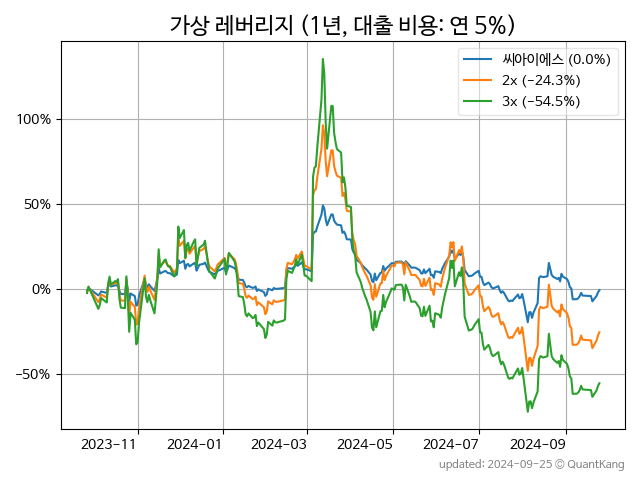 가상 레버리지 (1년, 대출 비용: 연 5%)
씨아이에스 (0.0%)
2x (−24.3%)
3x (−54.5%)
100%
50%
0%
−50%
2023-11 2024-01 2024-03 2024-05 2024-07 2024-09
updated: 2024-09-25 © QuantKang